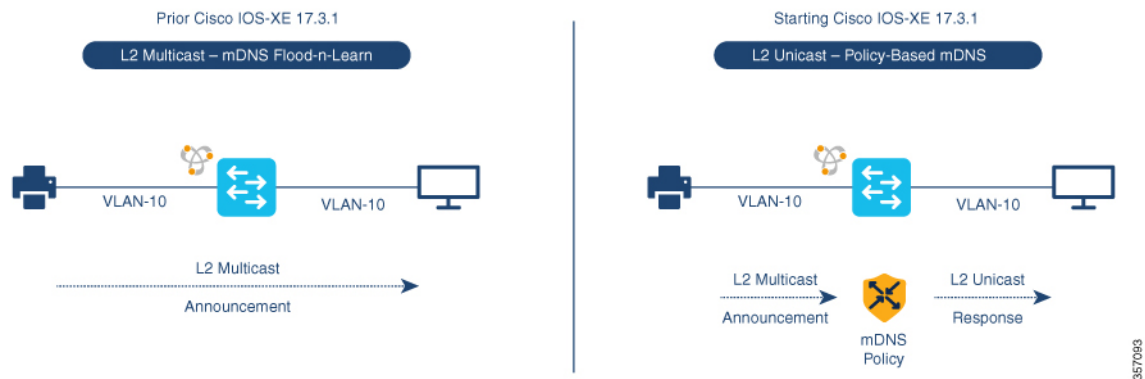 Prior Cisco IOS-XE 17.3.1
L2 Multicast – mDNS Flood-n-Learn
VLAN-10
VLAN-10
L2 Multicast
Announcement
Starting Cisco IOS-XE 17.3.1
L2 Unicast – Policy-Based mDNS
VLAN-10
VLAN-10
L2 Multicast
Announcement
mDNS
Policy
L2 Unicast
Response
357093